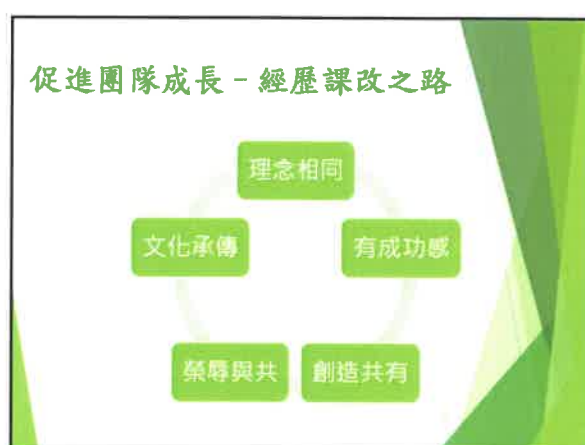 促進團隊成長－經歷課改之路
理念相同
文化承傳
有成功感
榮辱與共
創造共有